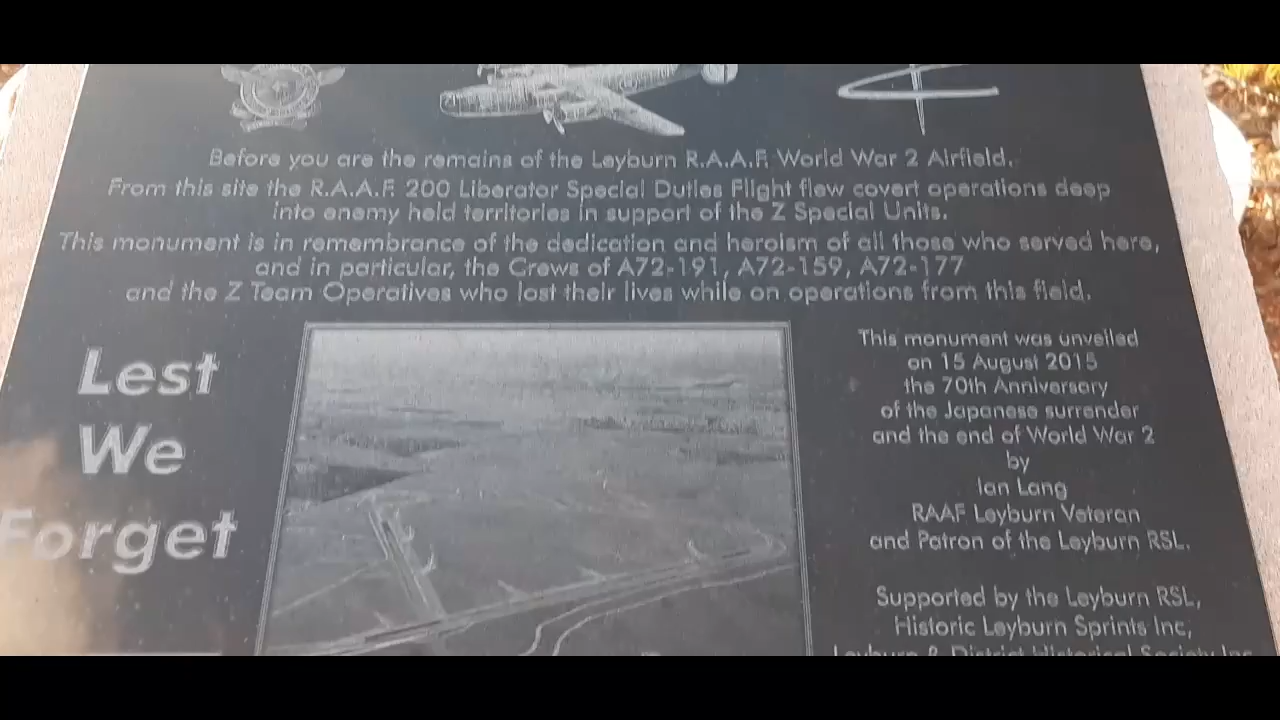 Before you are the remains of the Leyburn R.A.A.F. World War 2 Airfield.
From this site the R.A.A.F. 200 Liberator Special Duties Flight flew covert operations deep
into enemy held territories in support of the Z Special Units.
This monument is in remembrance of the dedication and heroism of all those who served here,
and in particular, the Crews of A72-191, A72-159, A72-177
and the Z Team Operatives who lost their lives while on operations from this field.
Lest
We
Forget
This monument was unveiled
on 15 August 2015
the 70th Anniversary
of the Japanese surrender
and the end of World War 2
by
Ian Lang
RAAF Leyburn Veteran
and Patron of the Leyburn RSL.
Supported by the Leyburn RSL,
Historic Leyburn Sprints Inc,
Leyburn & District Historical Society Inc